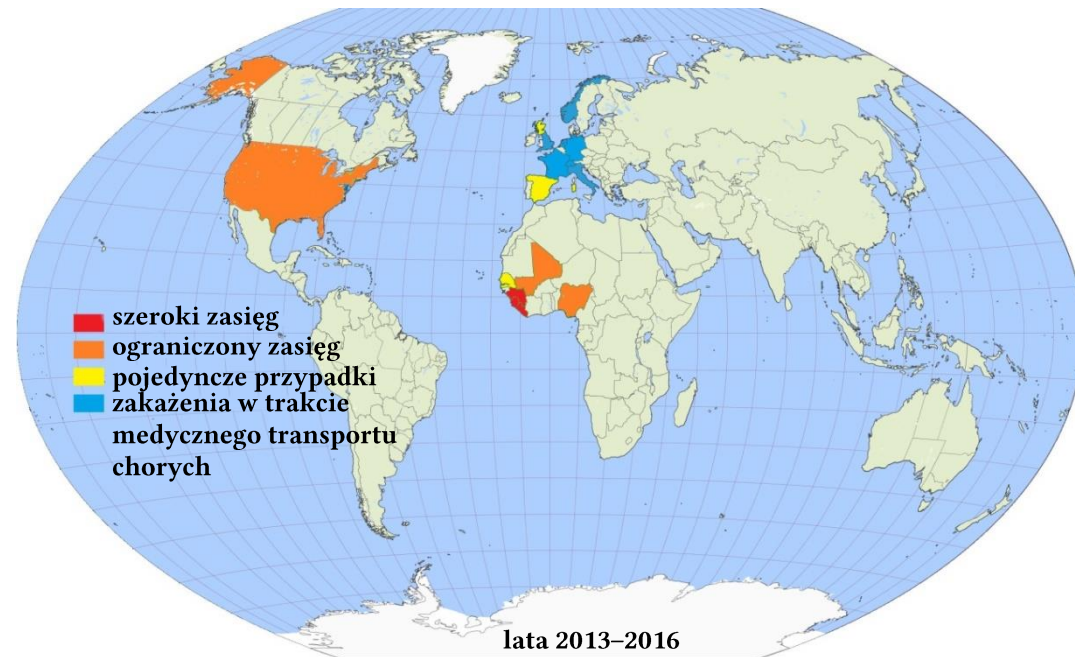 szeroki zasięg
ograniczony zasięg
pojedyncze przypadki
zakażenia w trakcie
medycznego transportu
chorych
lata 2013–2016